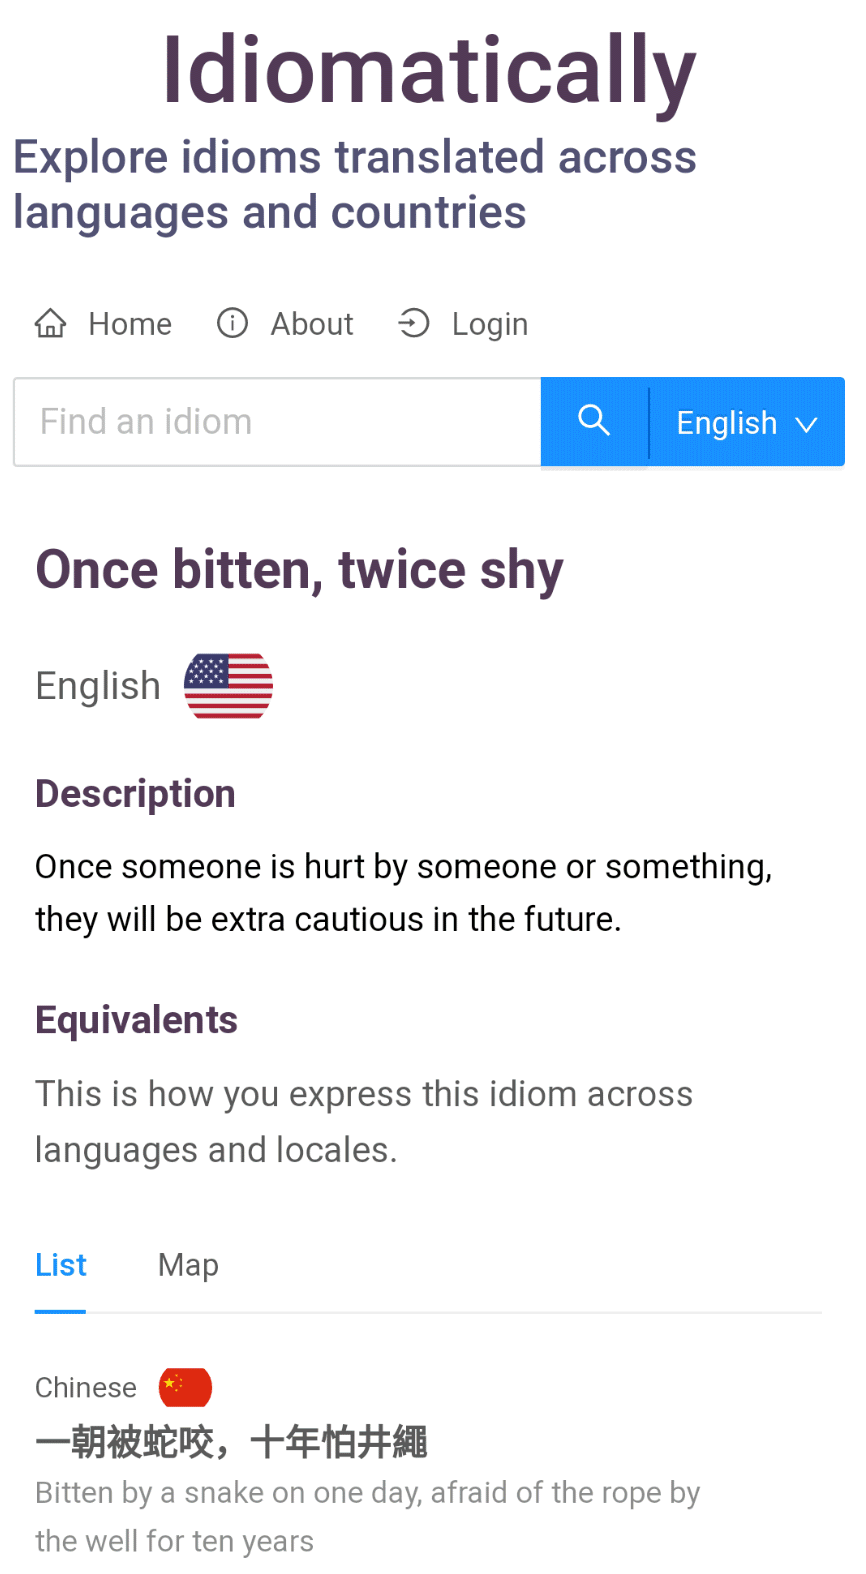 Idiomatically
Explore idioms translated across
languages and countries
Home About Login
Find an idiom English
Once bitten, twice shy
English
Description
Once someone is hurt by someone or something,
they will be extra cautious in the future.
Equivalents
This is how you express this idiom across
languages and locales.
List Map
Chinese
一朝被蛇咬，十年怕井繩
Bitten by a snake on one day, afraid of the rope by
the well for ten years